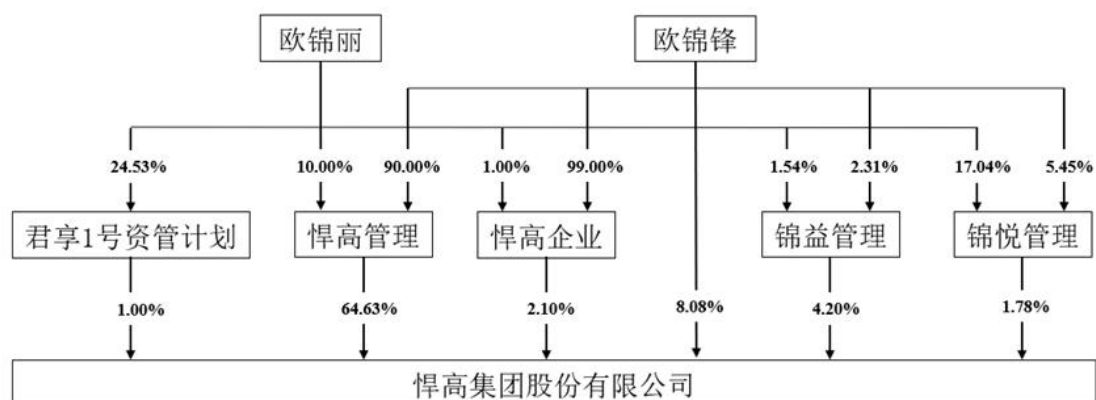 欧锦丽
欧锦锋
24.53%
10.00%
90.00%
1.00%
99.00%
1.54%
2.31%
17.04%
5.45%
君享1号资管计划
悍高管理
悍高企业
锦益管理
锦悦管理
1.00%
64.63%
2.10%
8.08%
4.20%
1.78%
悍高集团股份有限公司